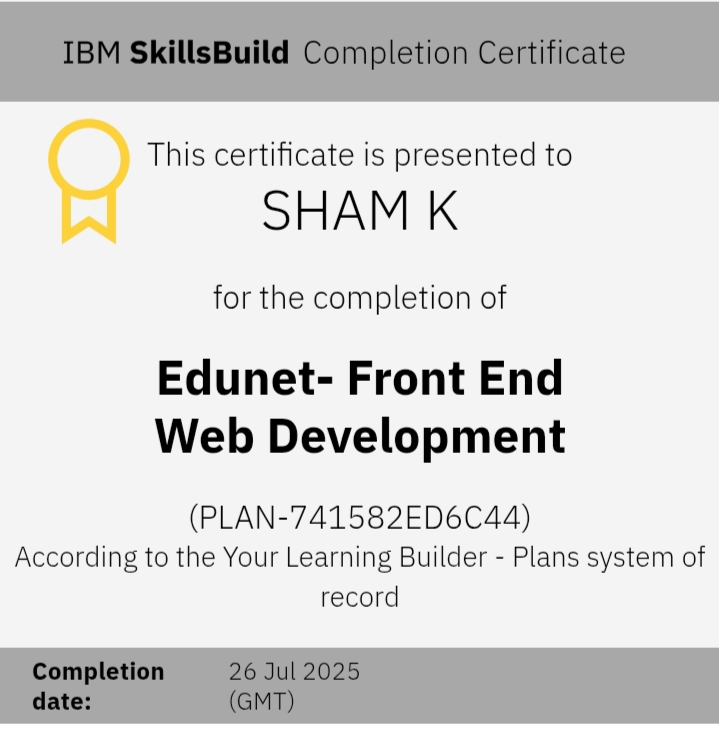 IBM SkillsBuild Completion Certificate
This certificate is presented to
SHAM K
for the completion of
Edunet- Front End
Web Development
(PLAN-741582ED6C44)
According to the Your Learning Builder - Plans system of
record
Completion 26 Jul 2025
date: (GMT)